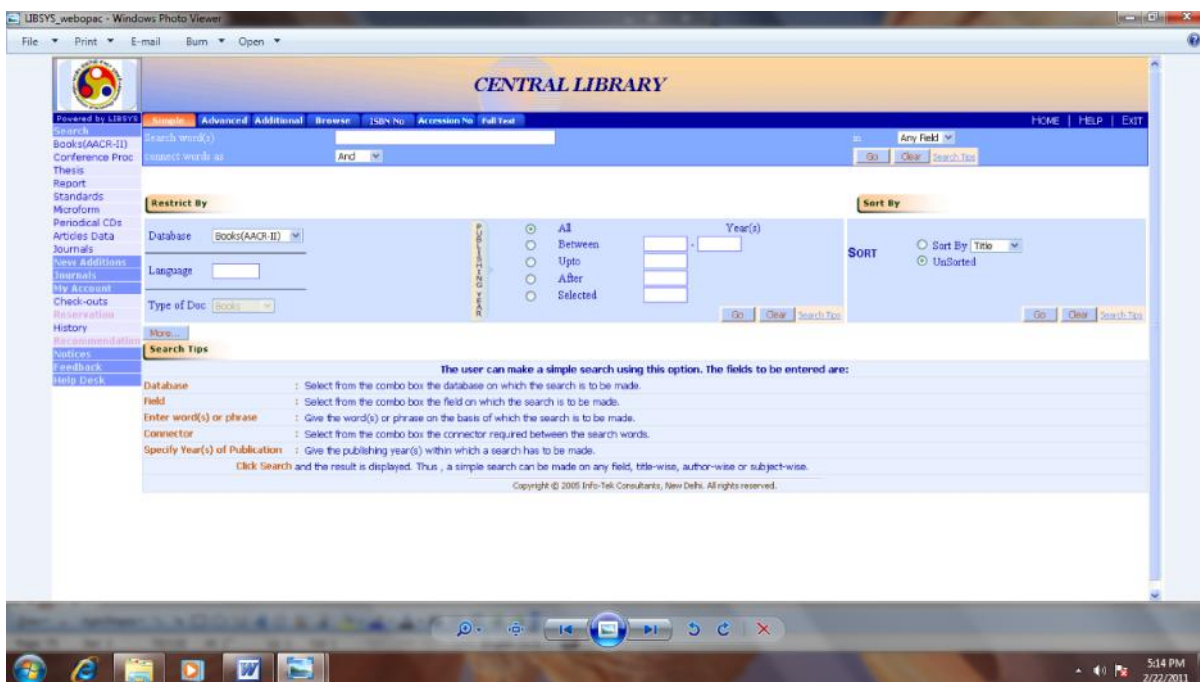 LIBSYS_webopac - Windows Photo Viewer
File Print E-mail Burn Open
CENTRAL LIBRARY
Powered by LIBSYS
Simple Advanced Additional Browse ISBN No Accession No Full Text
HOME | HELP | EXIT
Search
Books(AACR-II)
Conference Proc
Thesis
Report
Standards
Microform
Periodical CDs
Articles Data
Journals
New Additions
Journals
My Account
Check-outs
Reservation
History
Recommendation
Notices
Feedback
Help Desk
Search word(s)
in Any Field
connect words as And
Go Clear Search Tips
Restrict By
Database Books(AACR-II)
Language
Type of Doc Books
PUBLISHING YEAR
All Year(s)
Between -
Upto
After
Selected
Go Clear Search Tips
Sort By
SORT
Sort By Title
UnSorted
Go Clear Search Tips
More...
Search Tips
The user can make a simple search using this option. The fields to be entered are:
Database : Select from the combo box the database on which the search is to be made.
Field : Select from the combo box the field on which the search is to be made.
Enter word(s) or phrase : Give the word(s) or phrase on the basis of which the search is to be made.
Connector : Select from the combo box the connector required between the search words.
Specify Year(s) of Publication : Give the publishing year(s) within which a search has to be made.
Click Search and the result is displayed. Thus , a simple search can be made on any field, title-wise, author-wise or subject-wise.
Copyright © 2005 Info-Tek Consultants, New Delhi. All rights reserved.
5:14 PM
2/22/2011